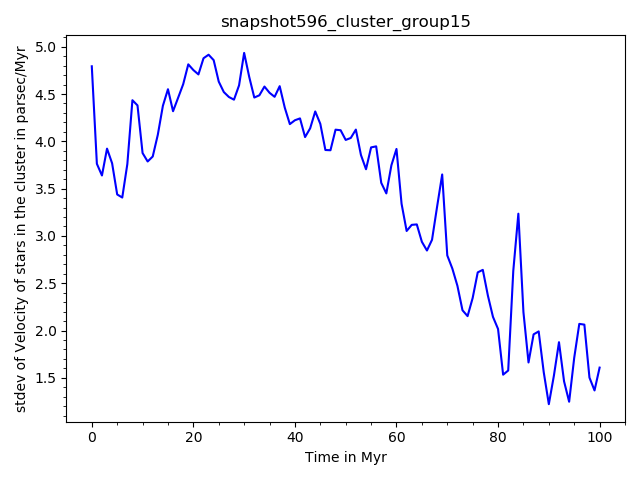 snapshot596_cluster_group15
stdev of Velocity of stars in the cluster in parsec/Myr
5.0
4.5
4.0
3.5
3.0
2.5
2.0
1.5
0 20 40 60 80 100
Time in Myr